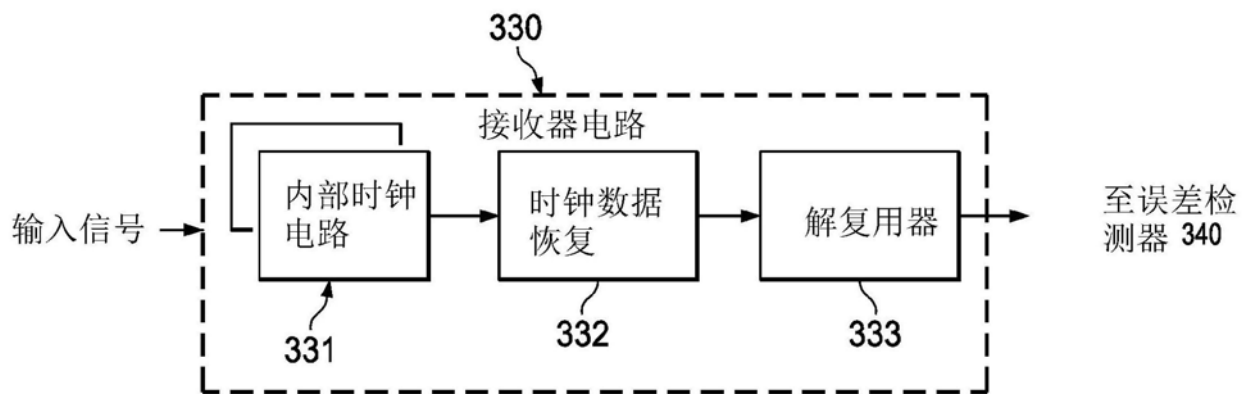 330
接收器电路
输入信号
内部时钟
电路
时钟数据
恢复
解复用器
至误差检
测器 340
331
332
333